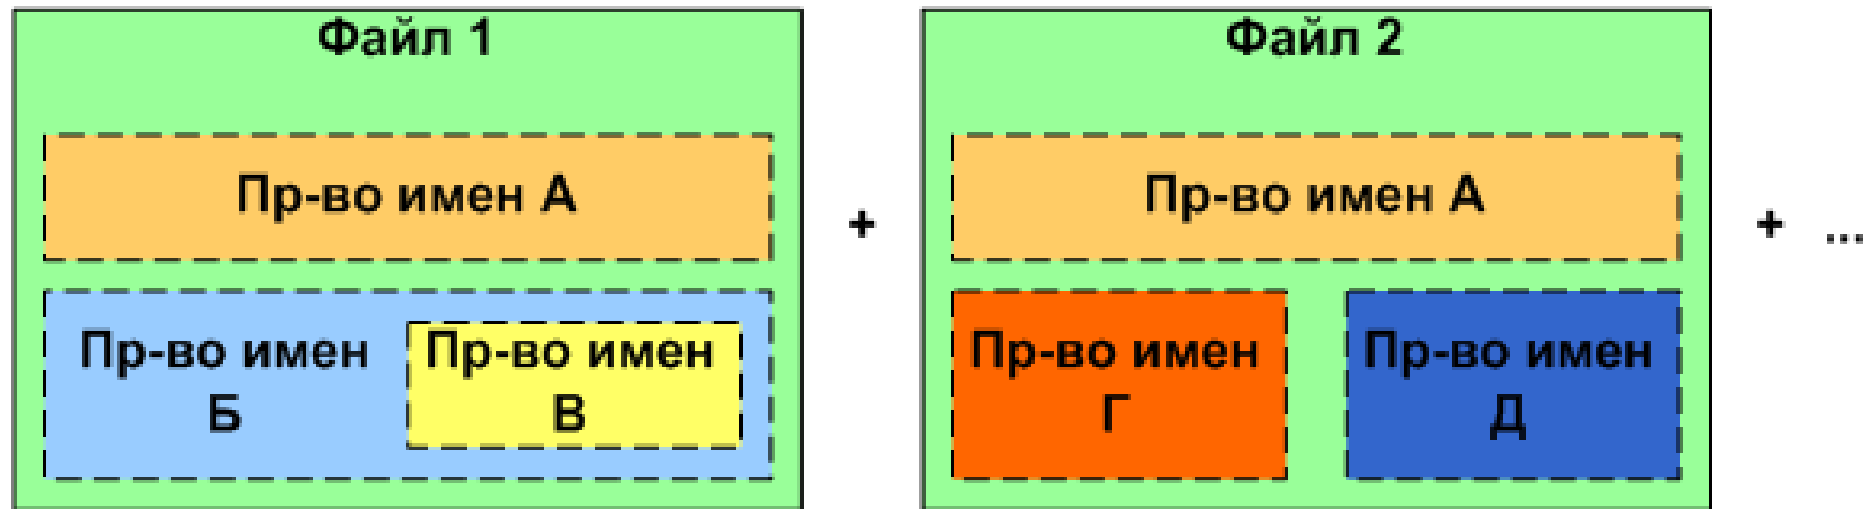 Файл 1
Пр-во имен А
Пр-во имен
Б
Пр-во имен
В
+
Файл 2
Пр-во имен А
Пр-во имен
Г
Пр-во имен
Д
+ ...